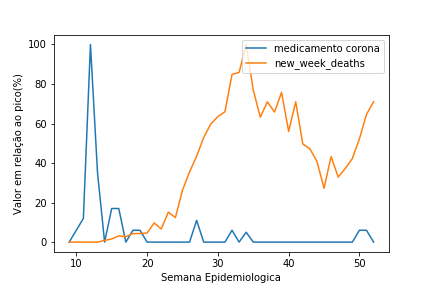 medicamento corona
new_week_deaths
Valor em relação ao pico(%)
100
80
60
40
20
0
10
20
30
40
50
Semana Epidemiologica